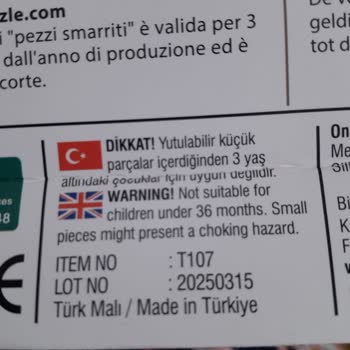 zle.com
i "pezzi smarriti" è valida per 3
dall'anno di produzione ed è
corte.
geldi
tot d
DİKKAT! Yutulabilir küçük
parçalar içerdiğinden 3 yaş
altındaki çocuklar için uygun değildir.
WARNING! Not suitable for
children under 36 months. Small
pieces might present a choking hazard.
ITEM NO : T107
LOT NO : 20250315
Türk Malı / Made in Türkiye
CE
48
On
Me
Bi
K
F